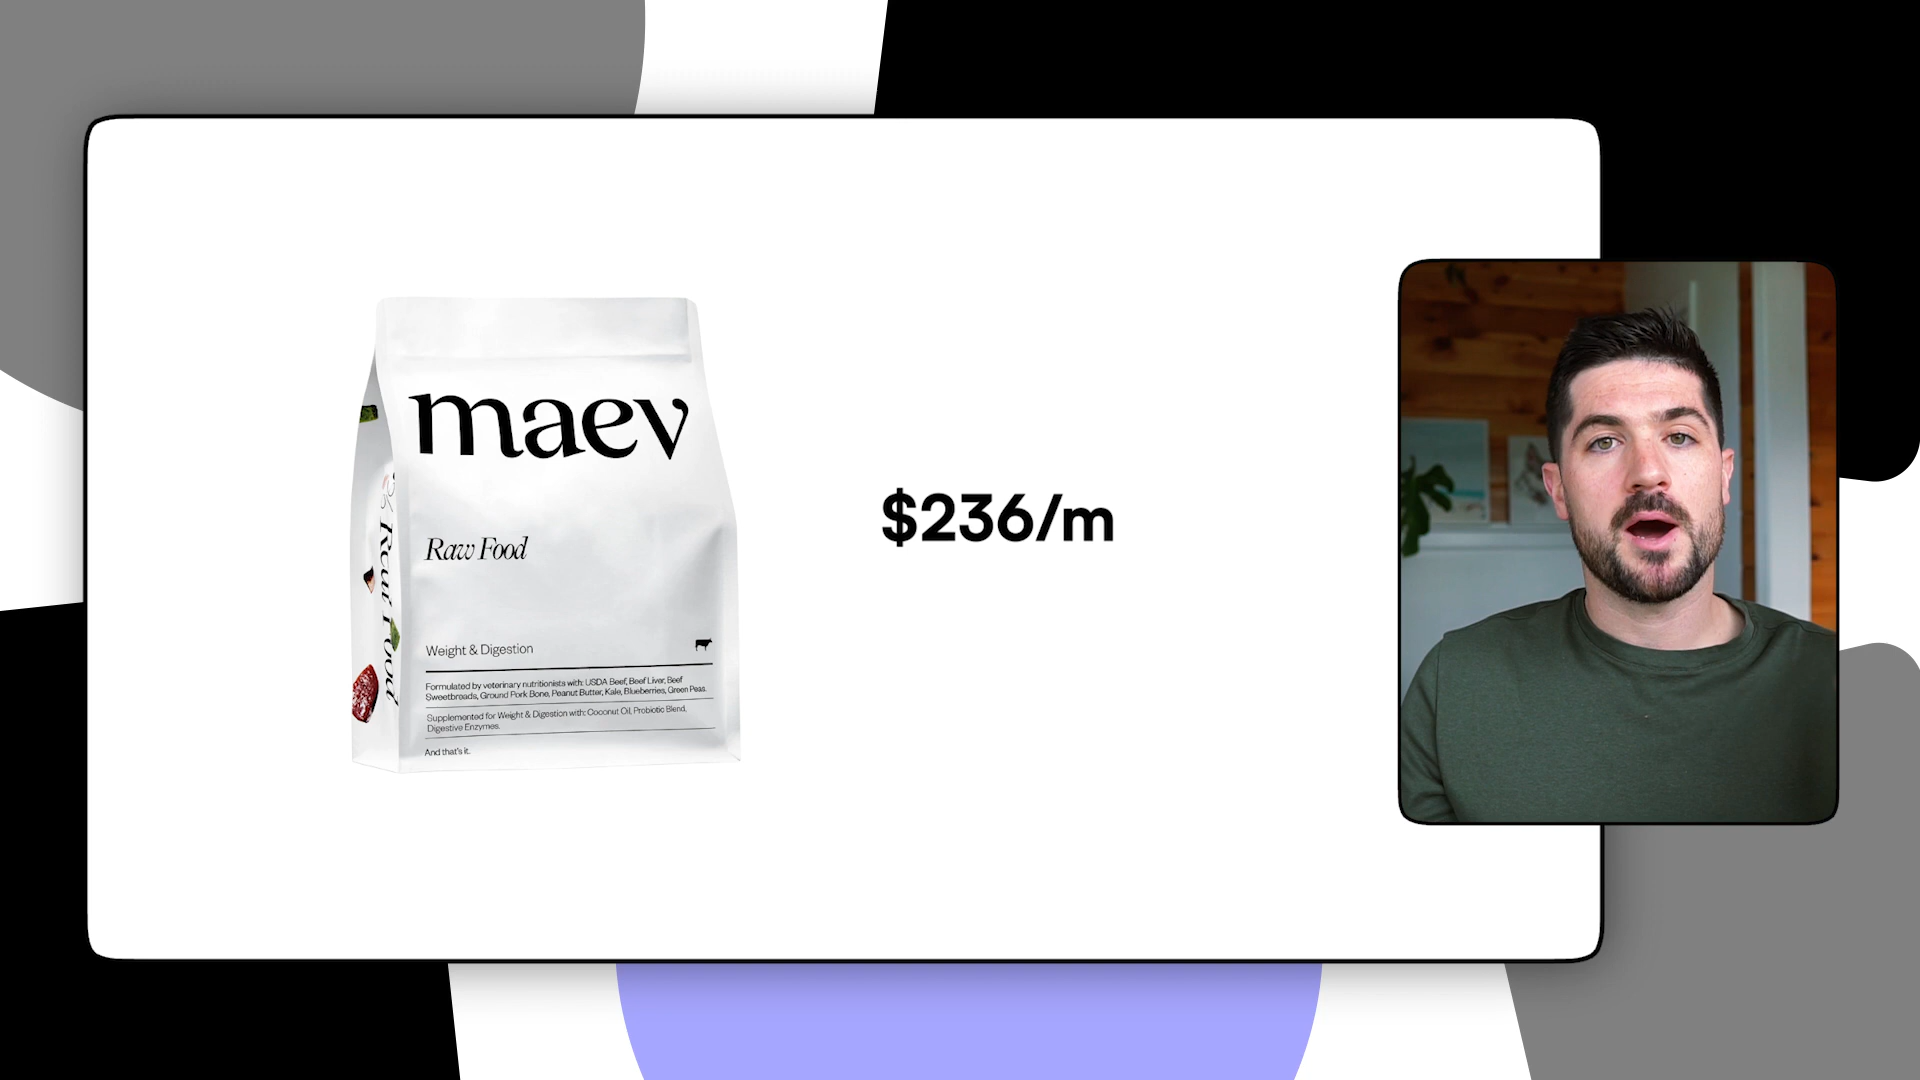 maev
Raw Food
Raw Food
Weight & Digestion
Formulated by veterinary nutritionists with: USDA Beef, Beef Liver, Beef
Sweetbreads, Ground Pork Bone, Peanut Butter, Kale, Blueberries, Green Peas.
Supplemented for Weight & Digestion with: Coconut Oil, Probiotic Blend,
Digestive Enzymes.
And that's it.
$236/m